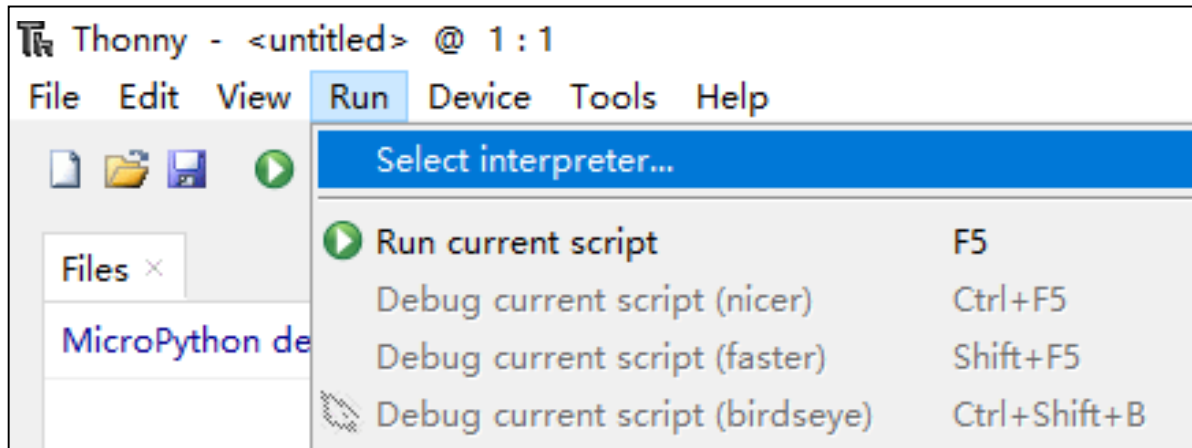 Thonny - <untitled> @ 1:1
File Edit View Run Device Tools Help
Select interpreter...
Run current script F5
Files
Debug current script (nicer) Ctrl+F5
MicroPython de
Debug current script (faster) Shift+F5
Debug current script (birdseye) Ctrl+Shift+B